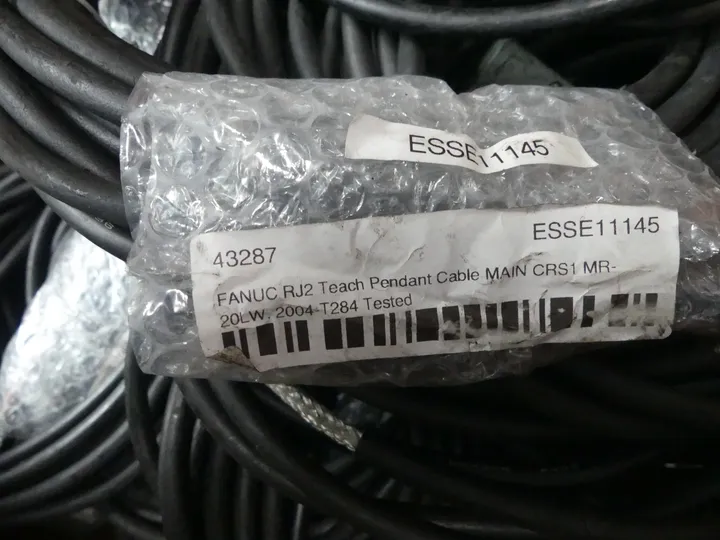 ESSE11145
43287
ESSE11145
FANUC RJ2 Teach Pendant Cable MAIN CRS1 MR-
20LW, 2004-T284 Tested